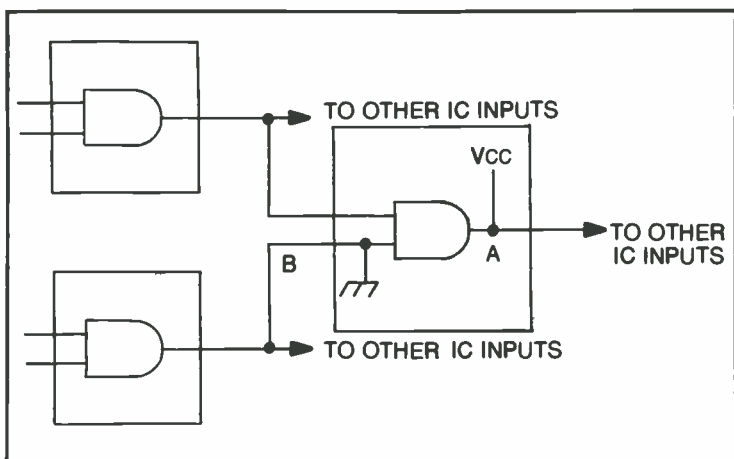 TO OTHER IC INPUTS
VCC
TO OTHER
IC INPUTS
B
A
TO OTHER IC INPUTS